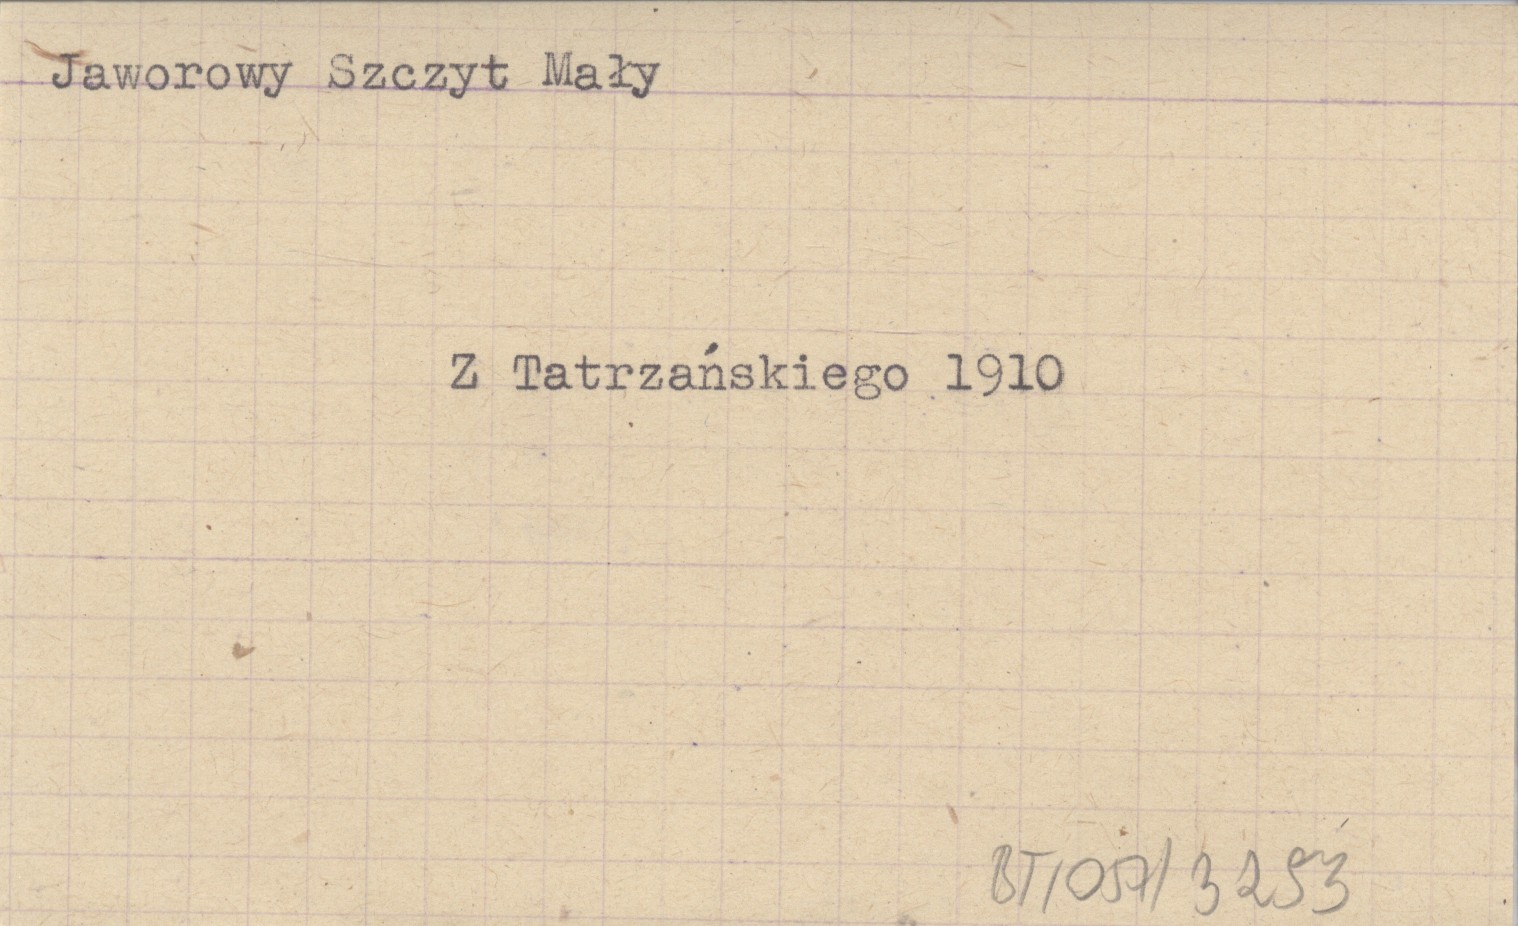 Jaworowy Szczyt Mały
Z Tatrzańskiego 1910
BT/057/ 3253